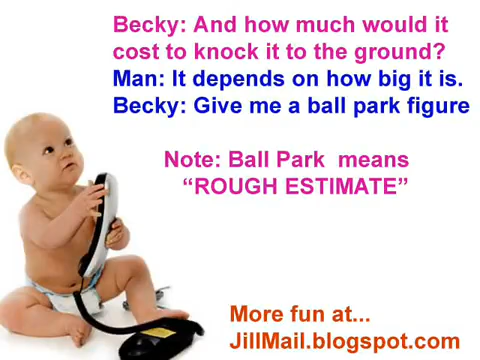 Becky: And how much would it
cost to knock it to the ground?
Man: It depends on how big it is.
Becky: Give me a ball park figure
Note: Ball Park means
“ROUGH ESTIMATE”
More fun at...
JillMail.blogspot.com